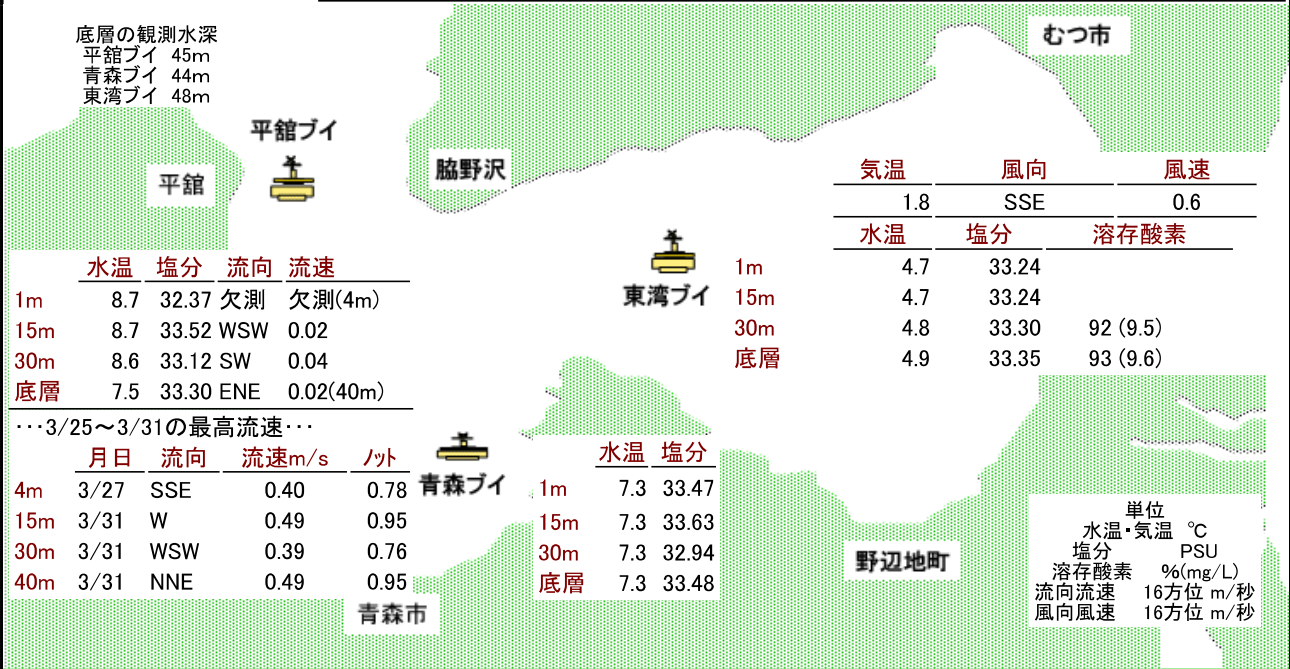 底層の観測水深
平舘ブイ 45m
青森ブイ 44m
東湾ブイ 48m
むつ市
平舘ブイ
平舘
脇野沢
気温 風向 風速
1.8 SSE 0.6
水温 塩分 溶存酸素
1m 4.7 33.24
15m 4.7 33.24
30m 4.8 33.30 92 (9.5)
底層 4.9 33.35 93 (9.6)
東湾ブイ
水温 塩分 流向 流速
1m 8.7 32.37 欠測 欠測(4m)
15m 8.7 33.52 WSW 0.02
30m 8.6 33.12 SW 0.04
底層 7.5 33.30 ENE 0.02(40m)
･･･3/25～3/31の最高流速･･･
月日 流向 流速m/s ﾉｯﾄ
4m 3/27 SSE 0.40 0.78
15m 3/31 W 0.49 0.95
30m 3/31 WSW 0.39 0.76
40m 3/31 NNE 0.49 0.95
青森ブイ
水温 塩分
1m 7.3 33.47
15m 7.3 33.63
30m 7.3 32.94
底層 7.3 33.48
青森市
野辺地町
単位
水温・気温 ℃
塩分 PSU
溶存酸素 %(mg/L)
流向流速 16方位 m/秒
風向風速 16方位 m/秒